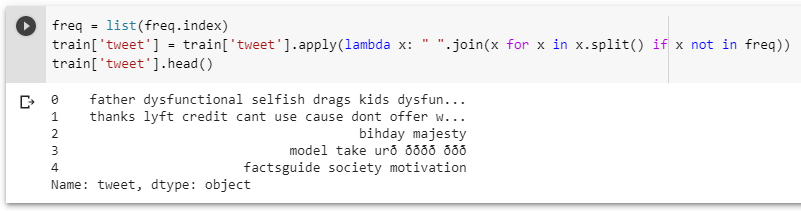 freq = list(freq.index)
train['tweet'] = train['tweet'].apply(lambda x: " ".join(x for x in x.split() if x not in freq))
train['tweet'].head()
0 father dysfunctional selfish drags kids dysfun...
1 thanks lyft credit cant use cause dont offer w...
2 bihday majesty
3 model take urð ðððð ððð
4 factsguide society motivation
Name: tweet, dtype: object